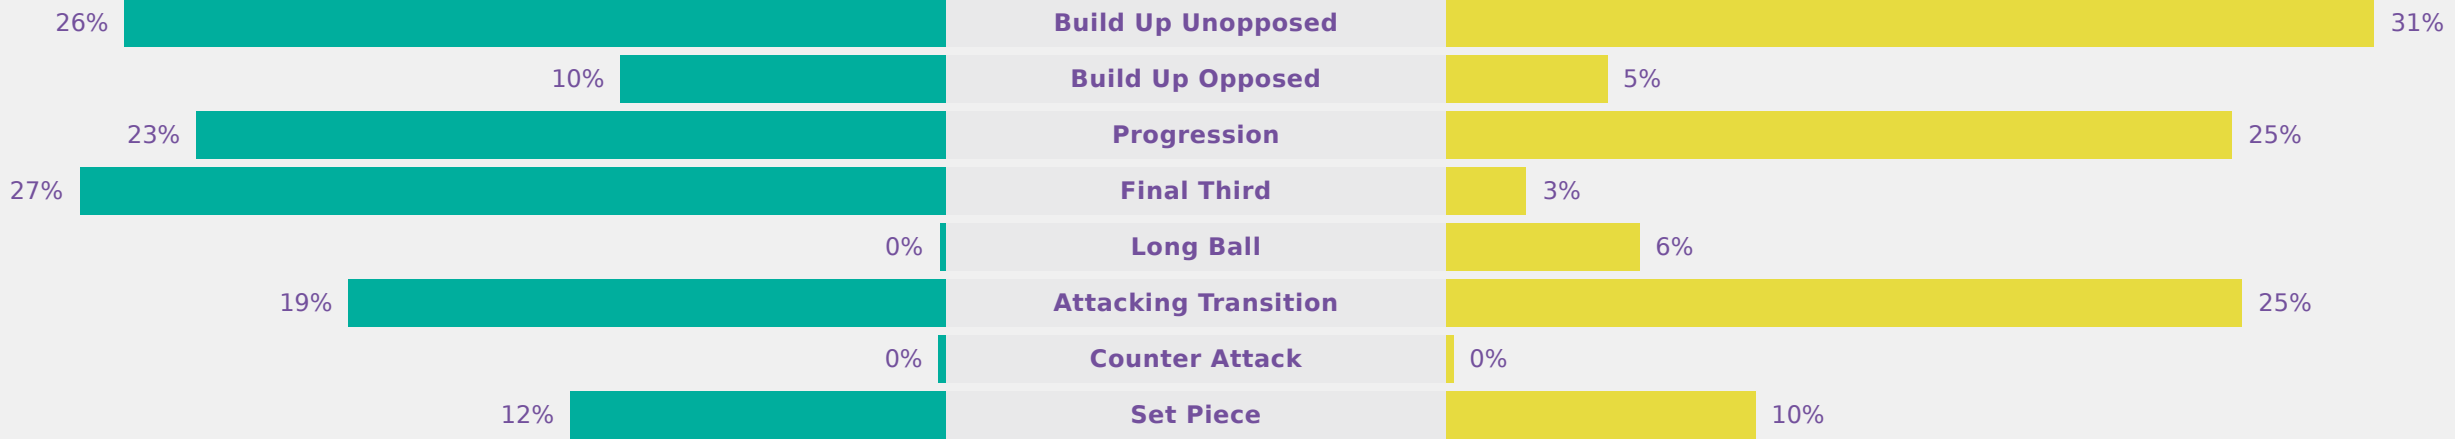 26% Build Up Unopposed 31%
10% Build Up Opposed 5%
23% Progression 25%
27% Final Third 3%
0% Long Ball 6%
19% Attacking Transition 25%
0% Counter Attack 0%
12% Set Piece 10%